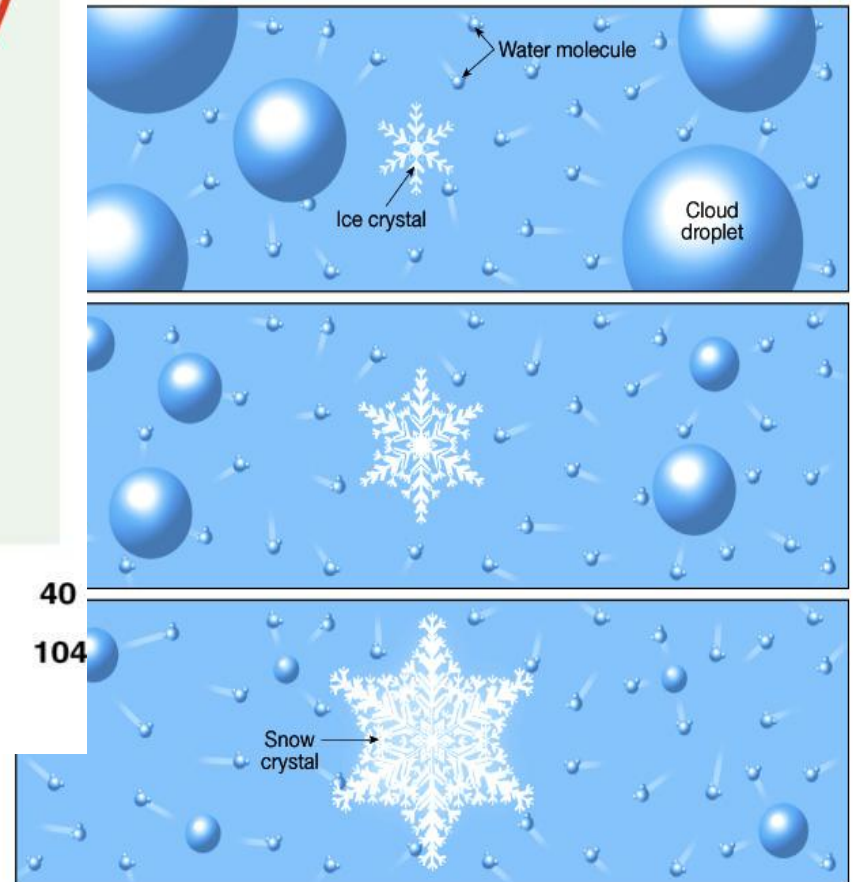 Water molecule
Ice crystal
Cloud
droplet
40
104
Snow
crystal